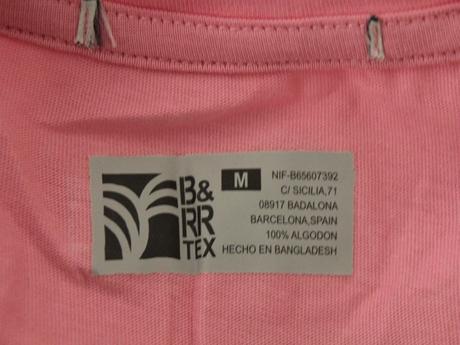 B&
RR
TEX
M
NIF-B65607392
C/ SICILIA,71
08917 BADALONA
BARCELONA,SPAIN
100% ALGODON
HECHO EN BANGLADESH